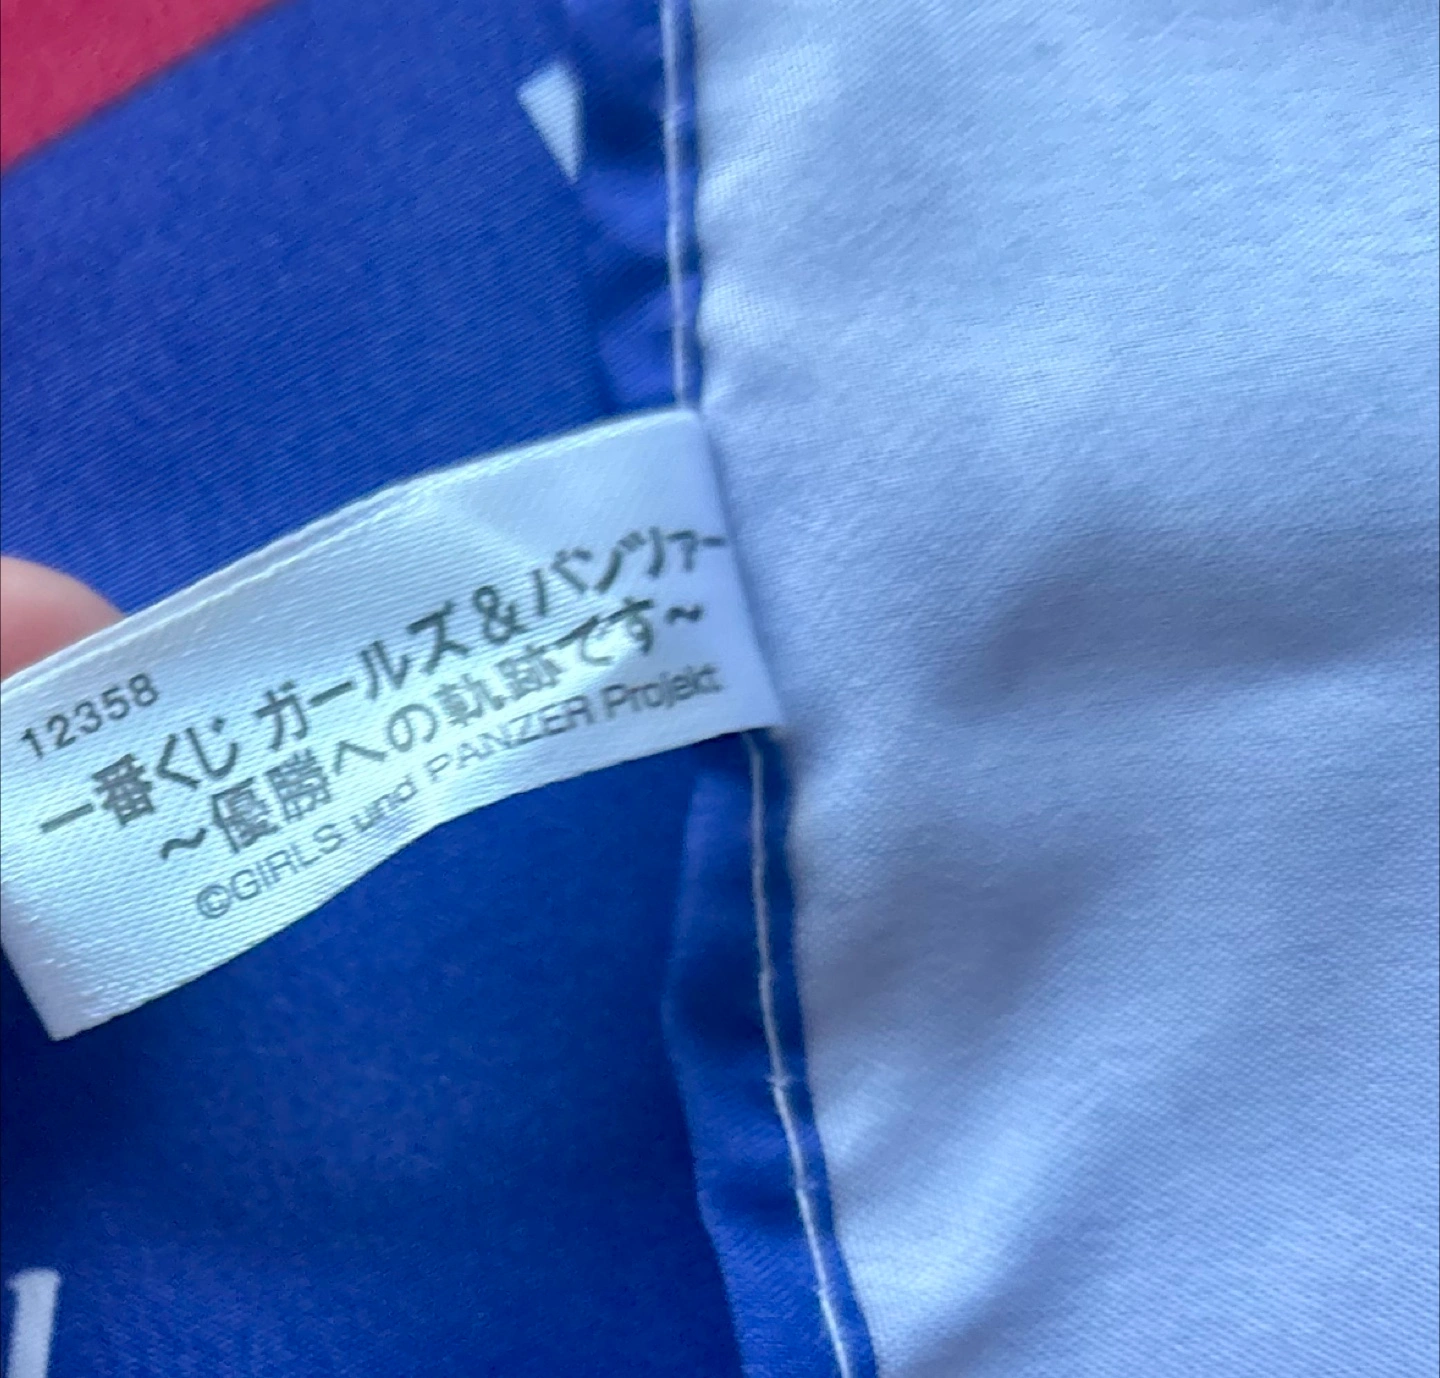 12358
一番くじ ガールズ&パンツァー
～優勝への軌跡です～
©GIRLS und PANZER Projekt